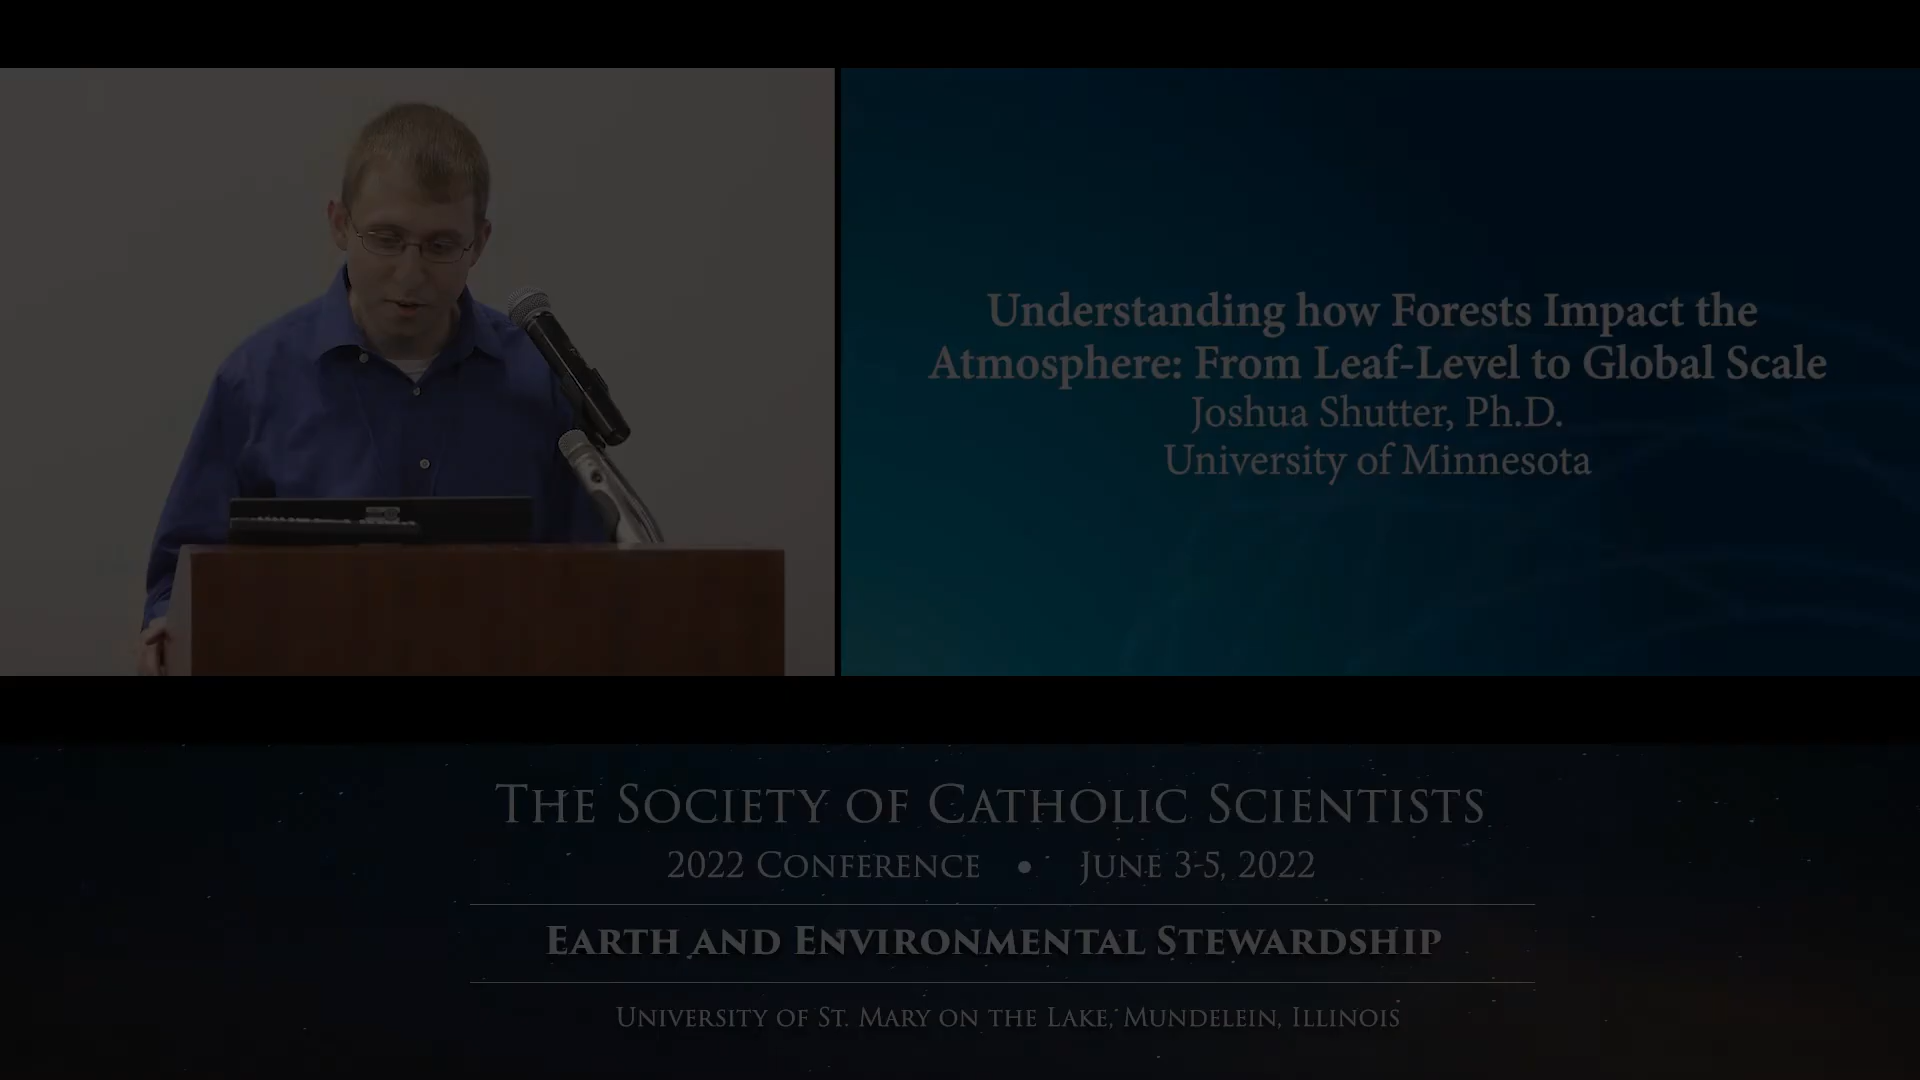 Understanding how Forests Impact the
Atmosphere: From Leaf-Level to Global Scale
Joshua Shutter, Ph.D.
University of Minnesota
The Society of Catholic Scientists
2022 Conference • June 3-5, 2022
Earth and Environmental Stewardship
University of St. Mary on the Lake, Mundelein, Illinois